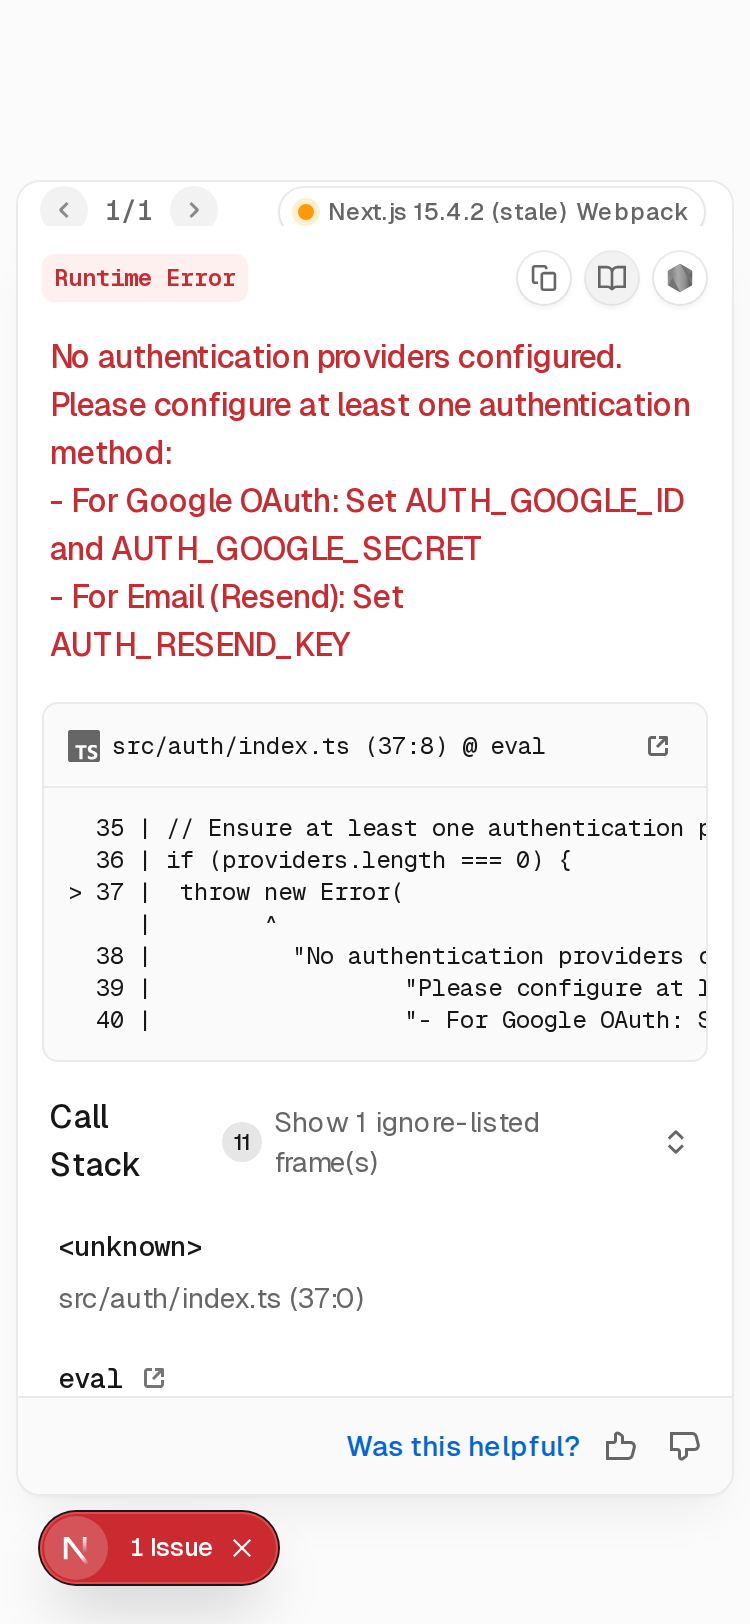 1/1
Next.js 15.4.2 (stale) Webpack
Runtime Error
No authentication providers configured.
Please configure at least one authentication
method:
- For Google OAuth: Set AUTH_GOOGLE_ID
and AUTH_GOOGLE_SECRET
- For Email (Resend): Set
AUTH_RESEND_KEY
TS src/auth/index.ts (37:8) @ eval
35 | // Ensure at least one authentication
36 | if (providers.length === 0) {
> 37 |  throw new Error(
|        ^
38 |          "No authentication providers
39 |                  "Please configure at
40 |                  "- For Google OAuth:
Call
Stack
11
Show 1 ignore-listed
frame(s)
<unknown>
src/auth/index.ts (37:0)
eval
Was this helpful?
N 1 Issue